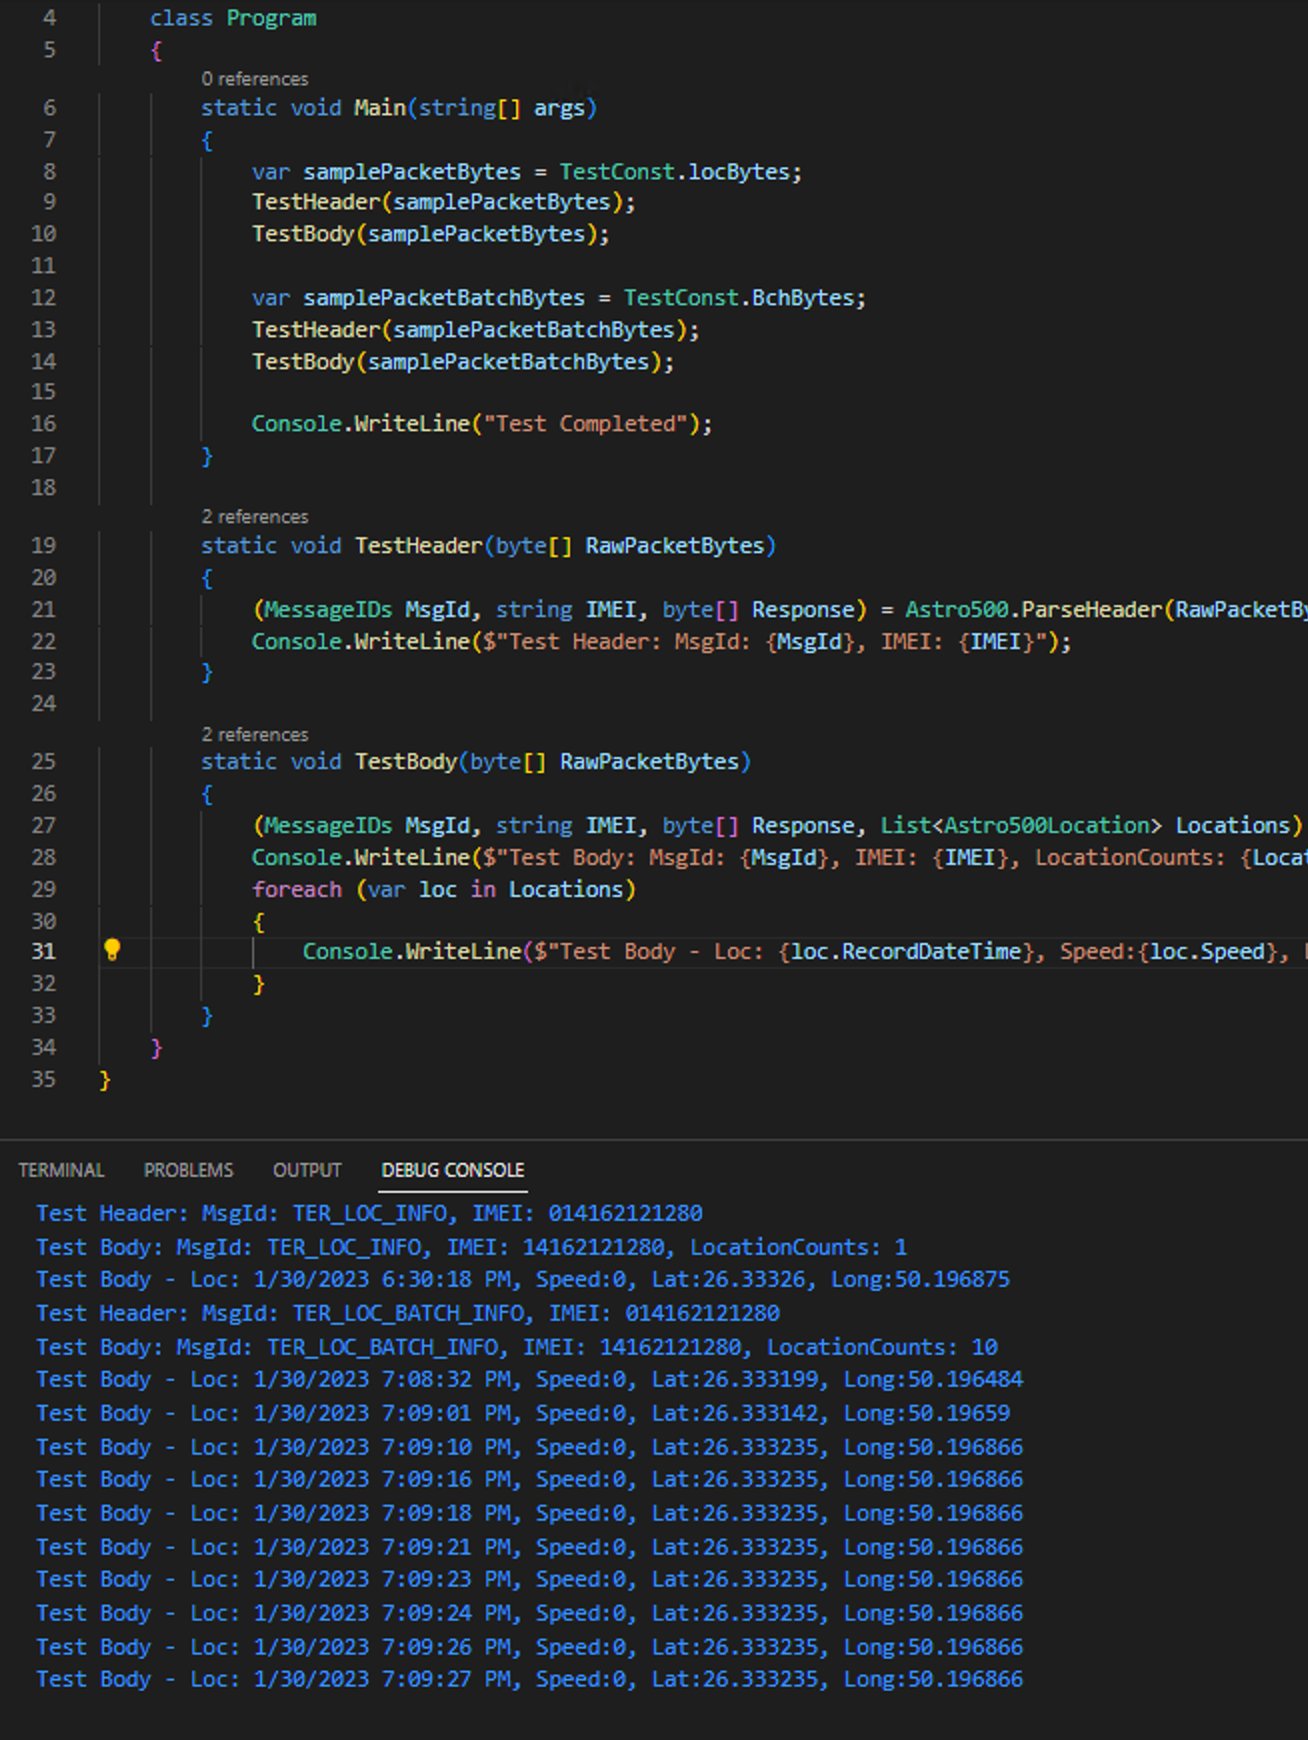 4 class Program
5 {
0 references
6 static void Main(string[] args)
7 {
8 var samplePacketBytes = TestConst.locBytes;
9 TestHeader(samplePacketBytes);
10 TestBody(samplePacketBytes);
11
12 var samplePacketBatchBytes = TestConst.BchBytes;
13 TestHeader(samplePacketBatchBytes);
14 TestBody(samplePacketBatchBytes);
15
16 Console.WriteLine("Test Completed");
17 }
18
2 references
19 static void TestHeader(byte[] RawPacketBytes)
20 {
21 (MessageIDs MsgId, string IMEI, byte[] Response) = Astro500.ParseHeader(RawPacketBy
22 Console.WriteLine($"Test Header: MsgId: {MsgId}, IMEI: {IMEI}");
23 }
24
2 references
25 static void TestBody(byte[] RawPacketBytes)
26 {
27 (MessageIDs MsgId, string IMEI, byte[] Response, List<Astro500Location> Locations)
28 Console.WriteLine($"Test Body: MsgId: {MsgId}, IMEI: {IMEI}, LocationCounts: {Locat
29 foreach (var loc in Locations)
30 {
31 Console.WriteLine($"Test Body - Loc: {loc.RecordDateTime}, Speed:{loc.Speed},
32 }
33 }
34 }
35 }
TERMINAL PROBLEMS OUTPUT DEBUG CONSOLE
Test Header: MsgId: TER_LOC_INFO, IMEI: 014162121280
Test Body: MsgId: TER_LOC_INFO, IMEI: 14162121280, LocationCounts: 1
Test Body - Loc: 1/30/2023 6:30:18 PM, Speed:0, Lat:26.33326, Long:50.196875
Test Header: MsgId: TER_LOC_BATCH_INFO, IMEI: 014162121280
Test Body: MsgId: TER_LOC_BATCH_INFO, IMEI: 14162121280, LocationCounts: 10
Test Body - Loc: 1/30/2023 7:08:32 PM, Speed:0, Lat:26.333199, Long:50.196484
Test Body - Loc: 1/30/2023 7:09:01 PM, Speed:0, Lat:26.333142, Long:50.19659
Test Body - Loc: 1/30/2023 7:09:10 PM, Speed:0, Lat:26.333235, Long:50.196866
Test Body - Loc: 1/30/2023 7:09:16 PM, Speed:0, Lat:26.333235, Long:50.196866
Test Body - Loc: 1/30/2023 7:09:18 PM, Speed:0, Lat:26.333235, Long:50.196866
Test Body - Loc: 1/30/2023 7:09:21 PM, Speed:0, Lat:26.333235, Long:50.196866
Test Body - Loc: 1/30/2023 7:09:23 PM, Speed:0, Lat:26.333235, Long:50.196866
Test Body - Loc: 1/30/2023 7:09:24 PM, Speed:0, Lat:26.333235, Long:50.196866
Test Body - Loc: 1/30/2023 7:09:26 PM, Speed:0, Lat:26.333235, Long:50.196866
Test Body - Loc: 1/30/2023 7:09:27 PM, Speed:0, Lat:26.333235, Long:50.196866